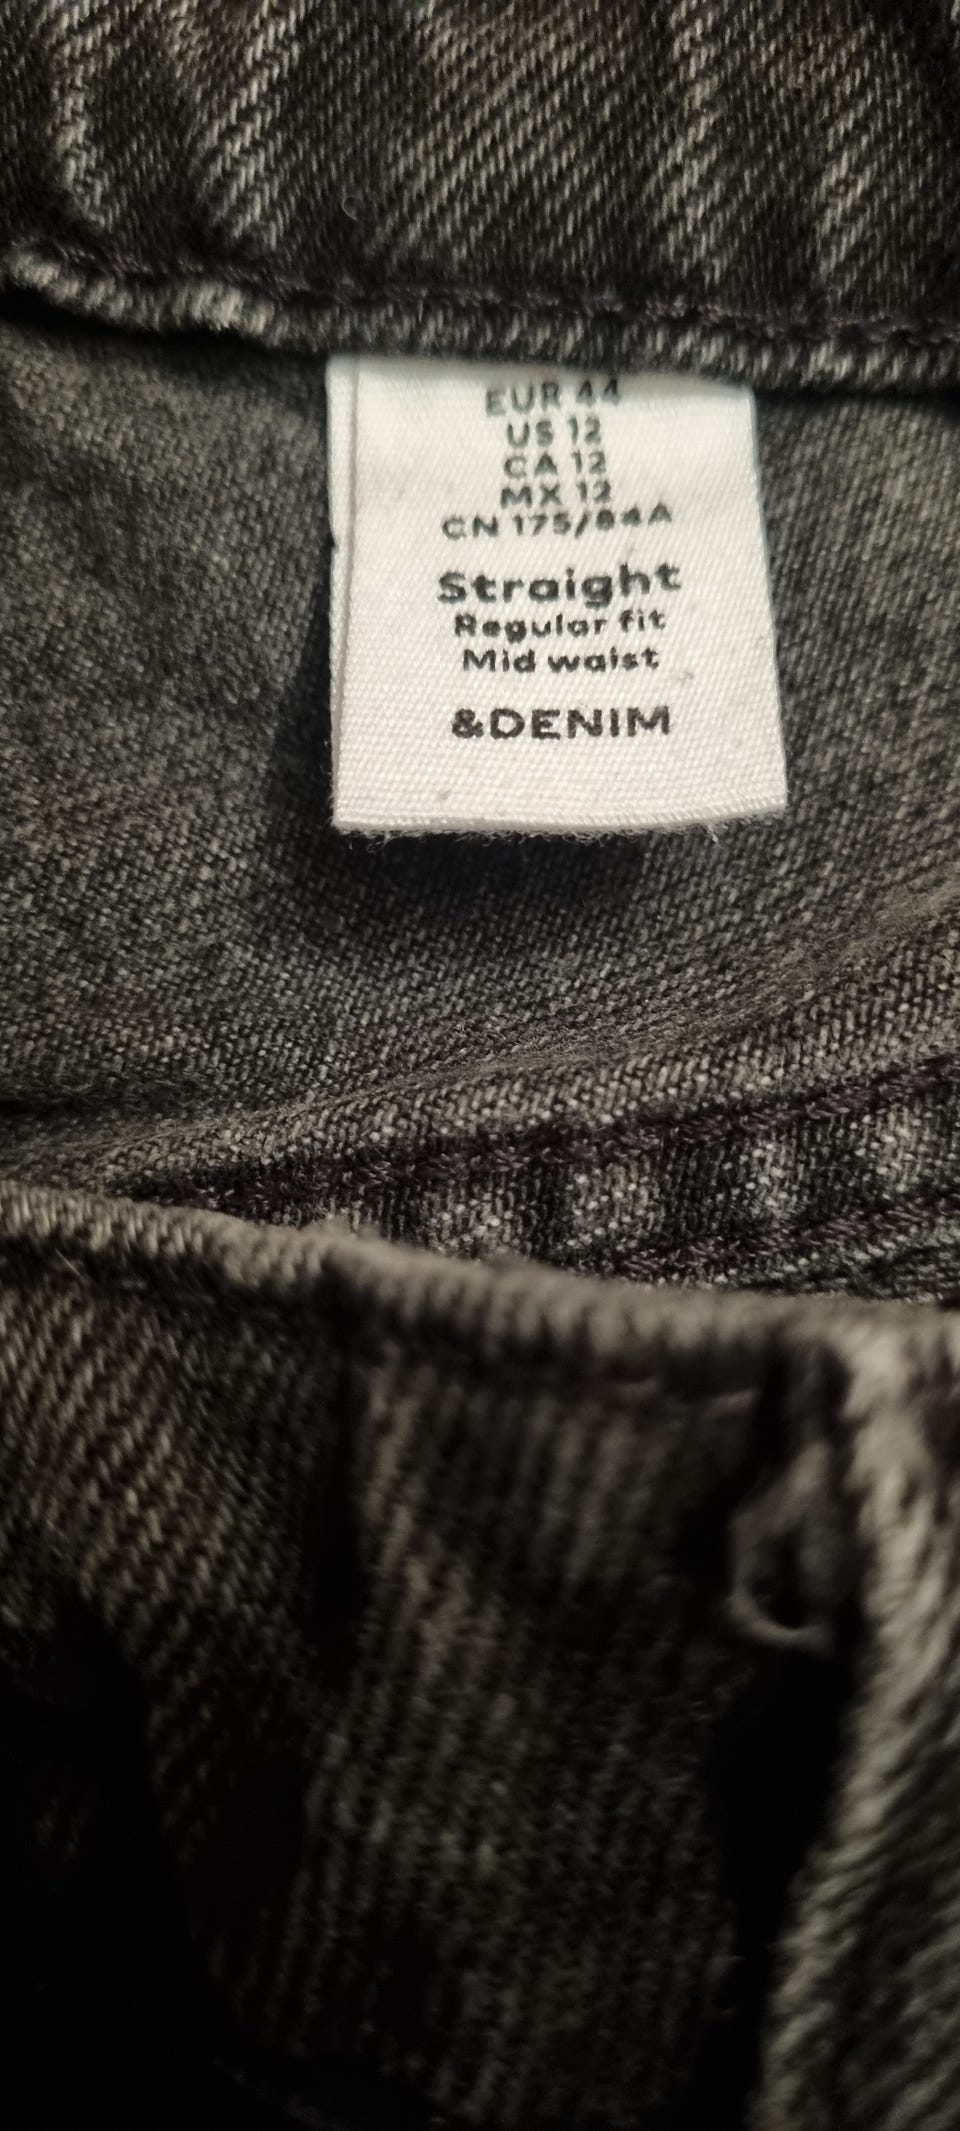 EUR 44
US 12
CA 12
MX 12
CN 175/84A
Straight
Regular fit
Mid waist
&DENIM